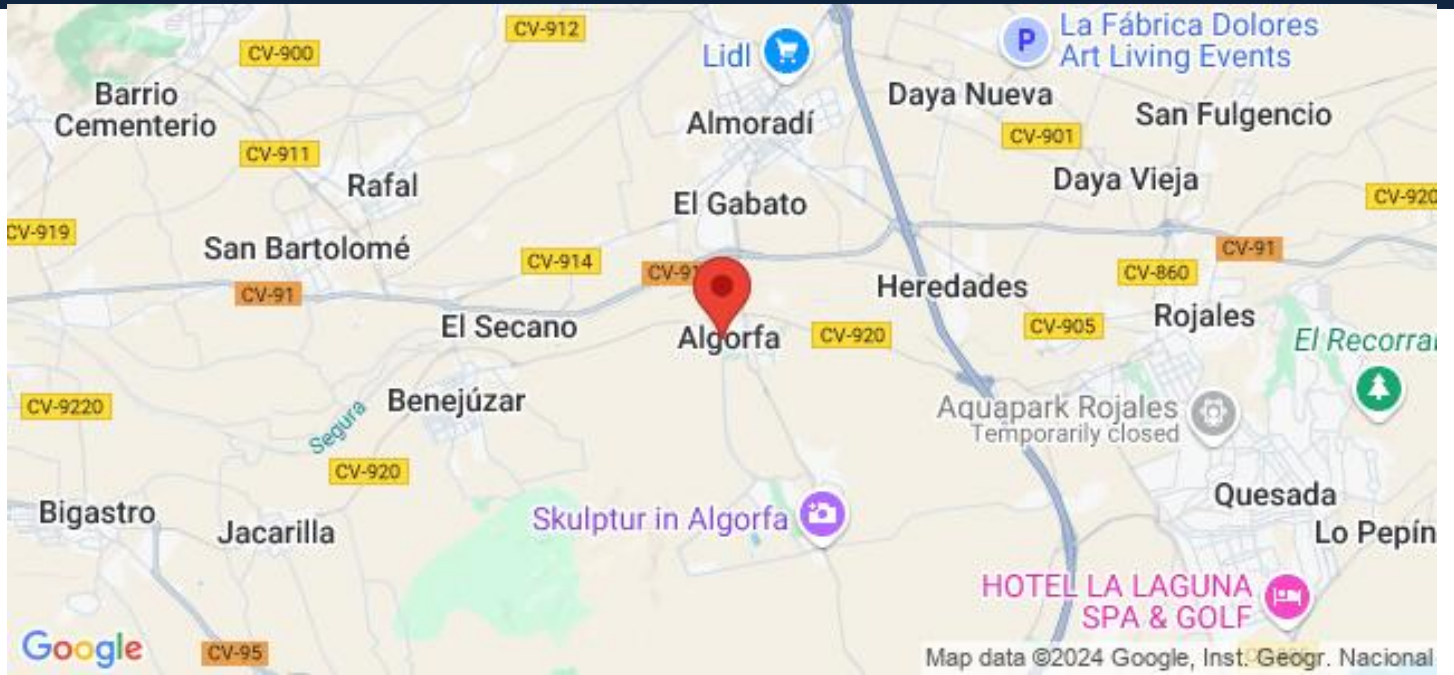 CV-912
La Fábrica Dolores
Art Living Events
P
CV-900
Lidl
Barrio
Cementerio
Daya Nueva
San Fulgencio
Almoradí
CV-901
CV-911
Rafal
Daya Vieja
El Gabato
CV-920
CV-919
San Bartolomé
CV-914
CV-91
CV-91
CV-860
CV-91
Heredades
Rojales
El Secano
Algorfa
CV-920
CV-905
El Recorral
Benejúzar
CV-9220
Segura
Aquapark Rojales
Temporarily closed
CV-920
Quesada
Bigastro
Jacarilla
Skulptur in Algorfa
Lo Pepín
HOTEL LA LAGUNA
SPA & GOLF
Google
CV-95
Map data ©2024 Google, Inst. Geogr. Nacional